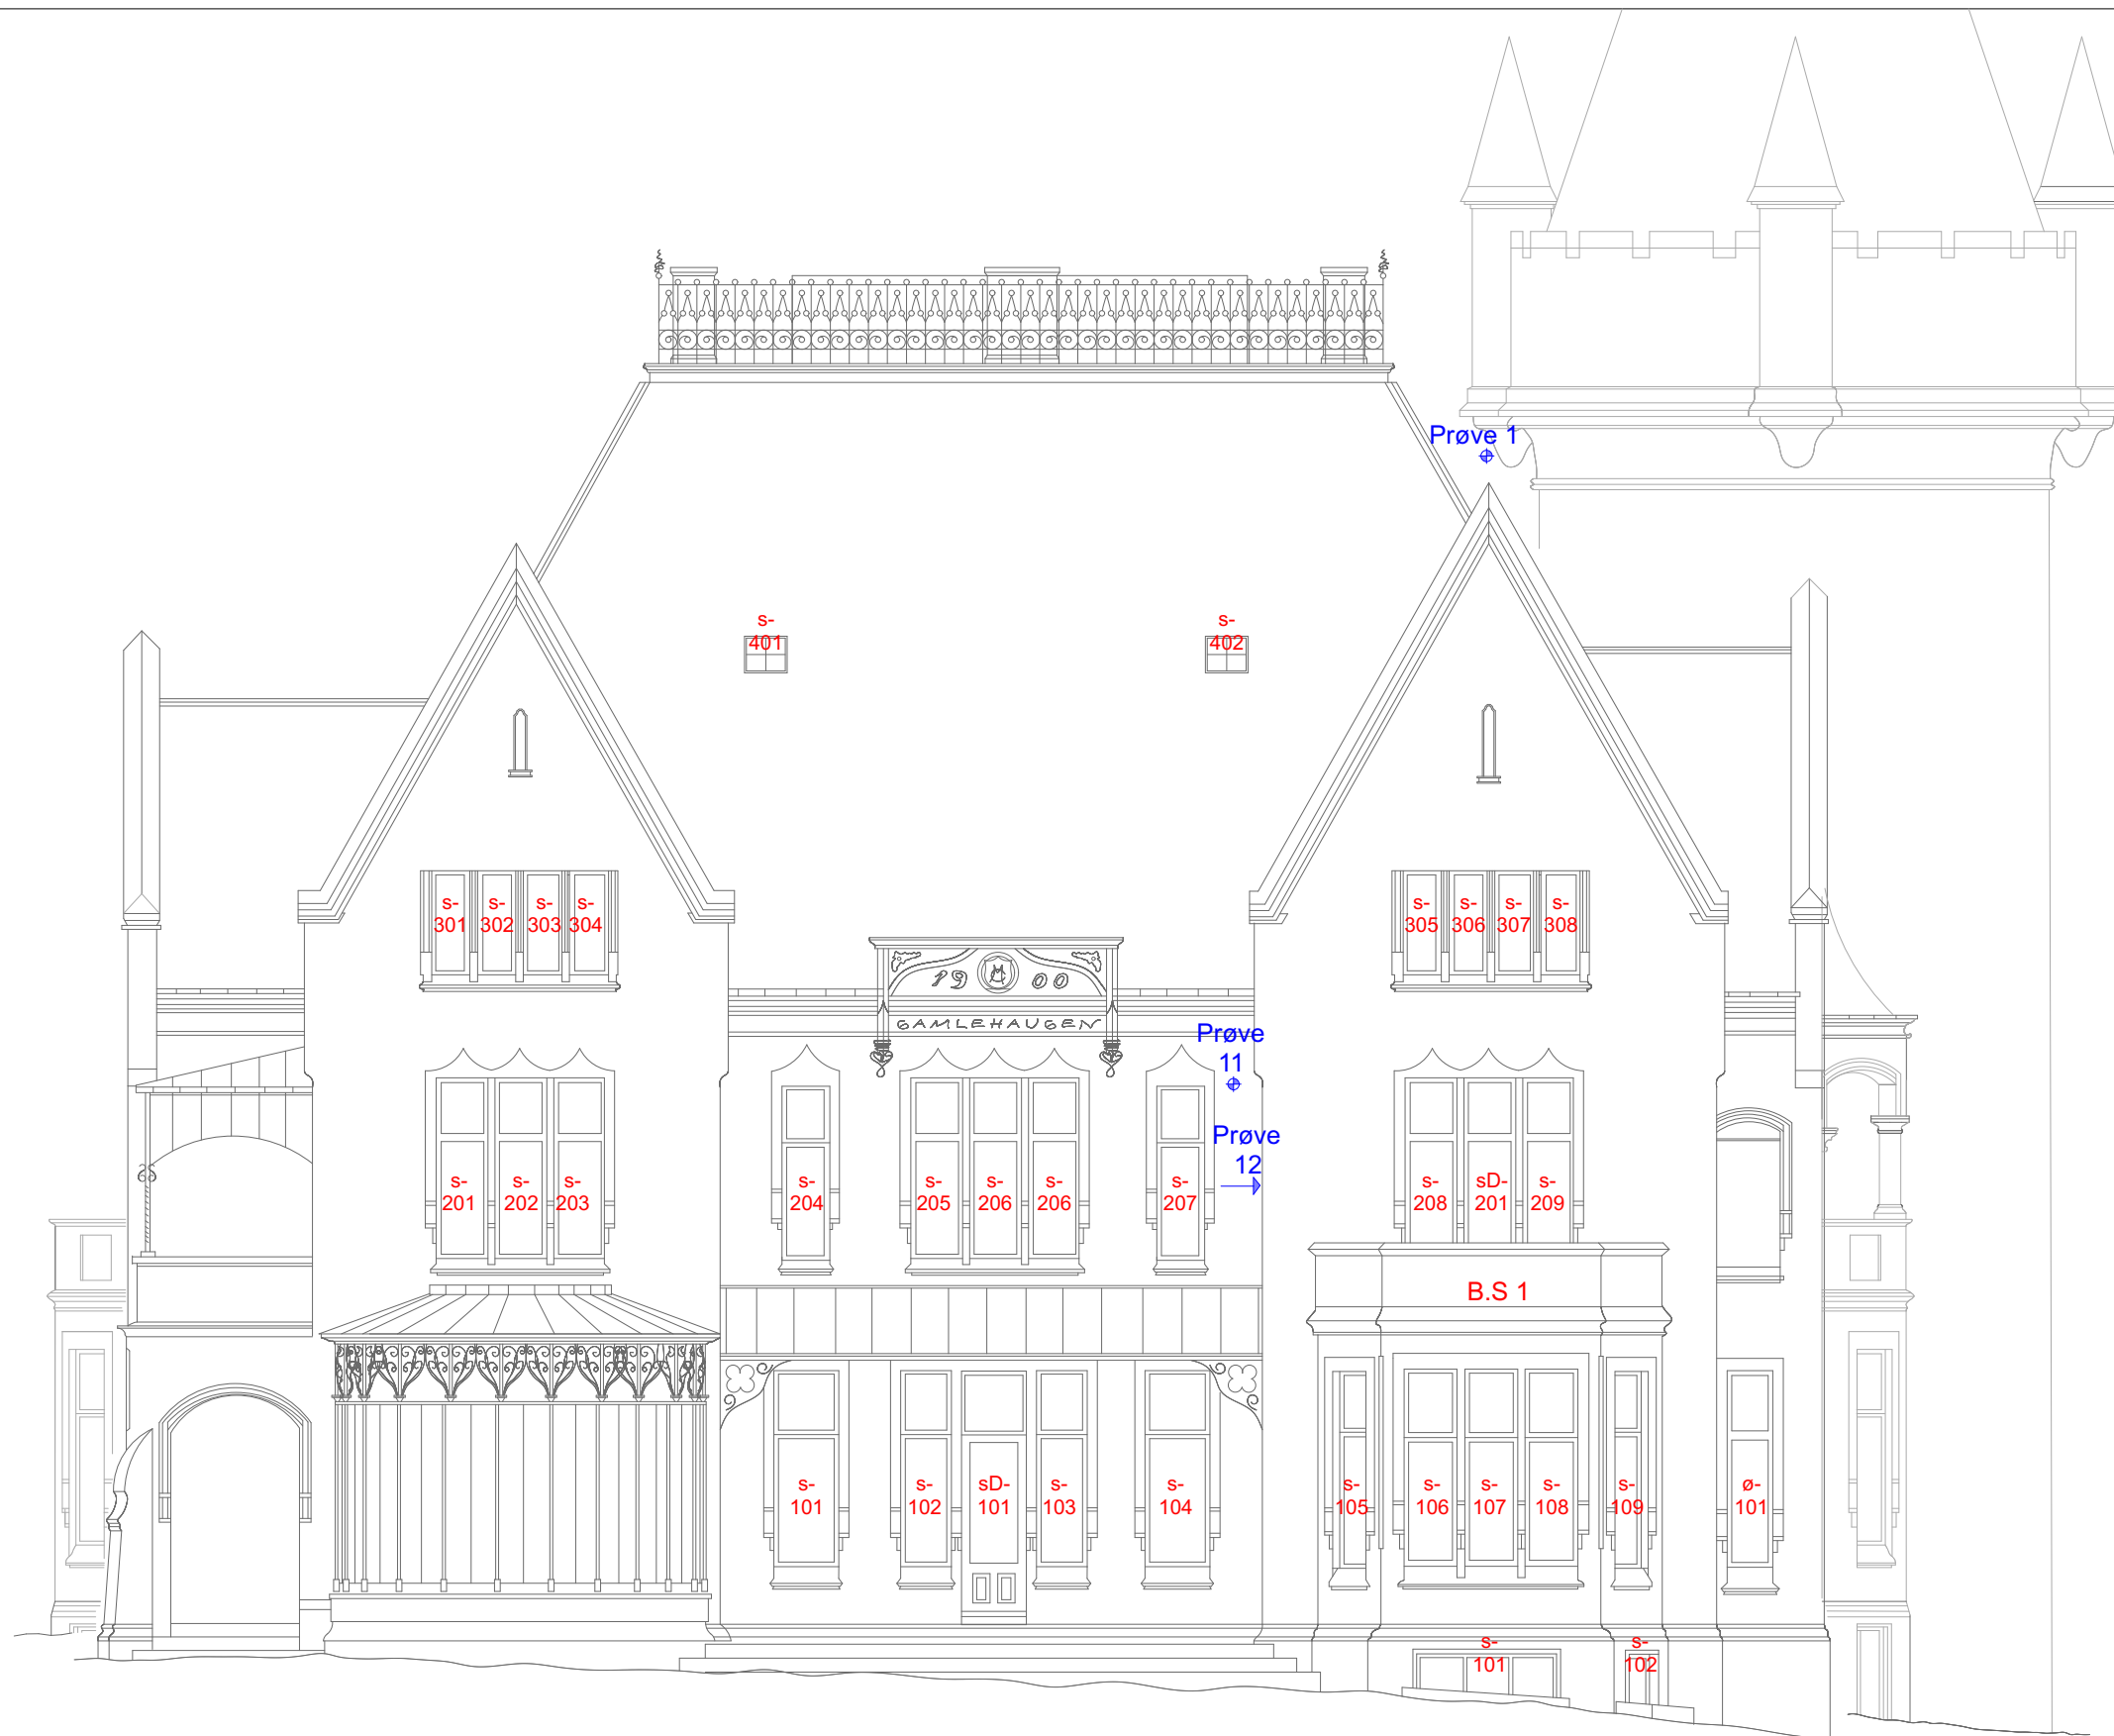 Prøve 1
s-
401
s-
402
s-
301
s-
302
s-
303
s-
304
s-
305
s-
306
s-
307
s-
308
19 MC 00
GAMLEHAUGEN
Prøve
11
Prøve
12
s-
201
s-
202
s-
203
s-
204
s-
205
s-
206
s-
206
s-
207
s-
208
sD-
201
s-
209
B.S 1
s-
101
s-
102
sD-
101
s-
103
s-
104
s-
105
s-
106
s-
107
s-
108
s-
109
ø-
101
s-
101
s-
102